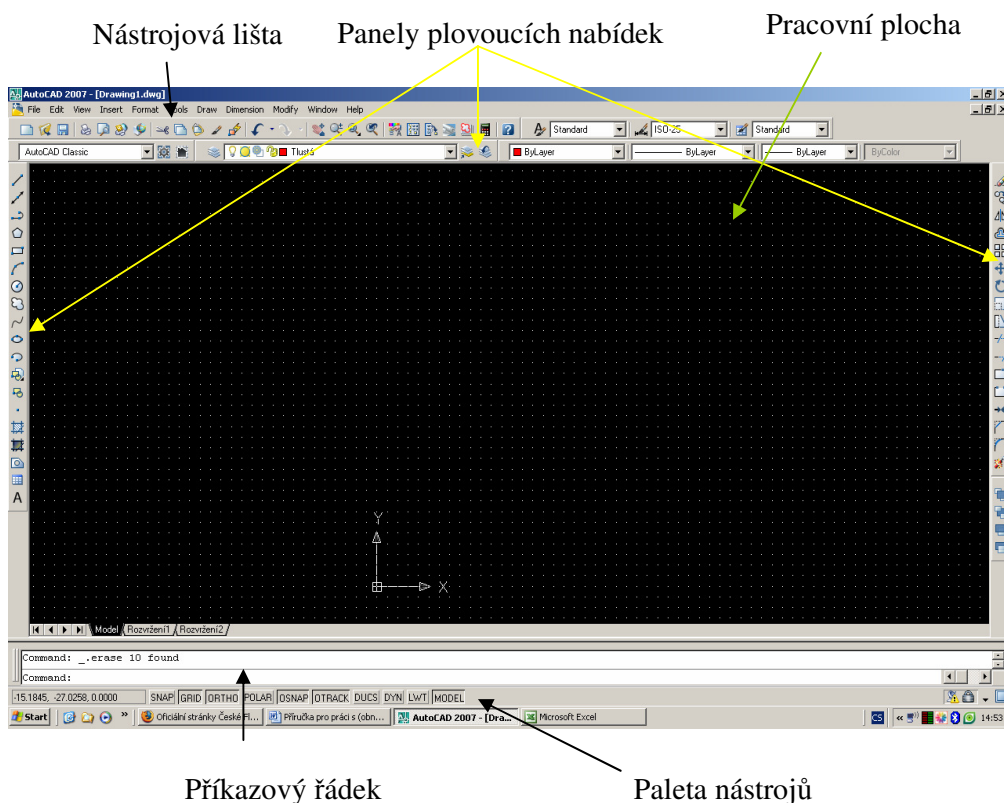 Nástrojová lišta Panely plovoucích nabídek Pracovní plocha
AutoCAD 2007 - [Drawing1.dwg]
File Edit View Insert Format Tools Draw Dimension Modify Window Help
Standard ISO-25 Standard
AutoCAD Classic Tlustá ByLayer ByLayer ByLayer ByColor
A
Y
X
Model Rozvržení1 Rozvržení2
Command: _.erase 10 found
Command:
-15.1845, -27.0258, 0.0000 SNAP GRID ORTHO POLAR OSNAP OTRACK DUCS DYN LWT MODEL
Start Oficiální stránky České Fl... Příručka pro práci s (obn... AutoCAD 2007 - [Dra... Microsoft Excel CS 14:53
Příkazový řádek Paleta nástrojů